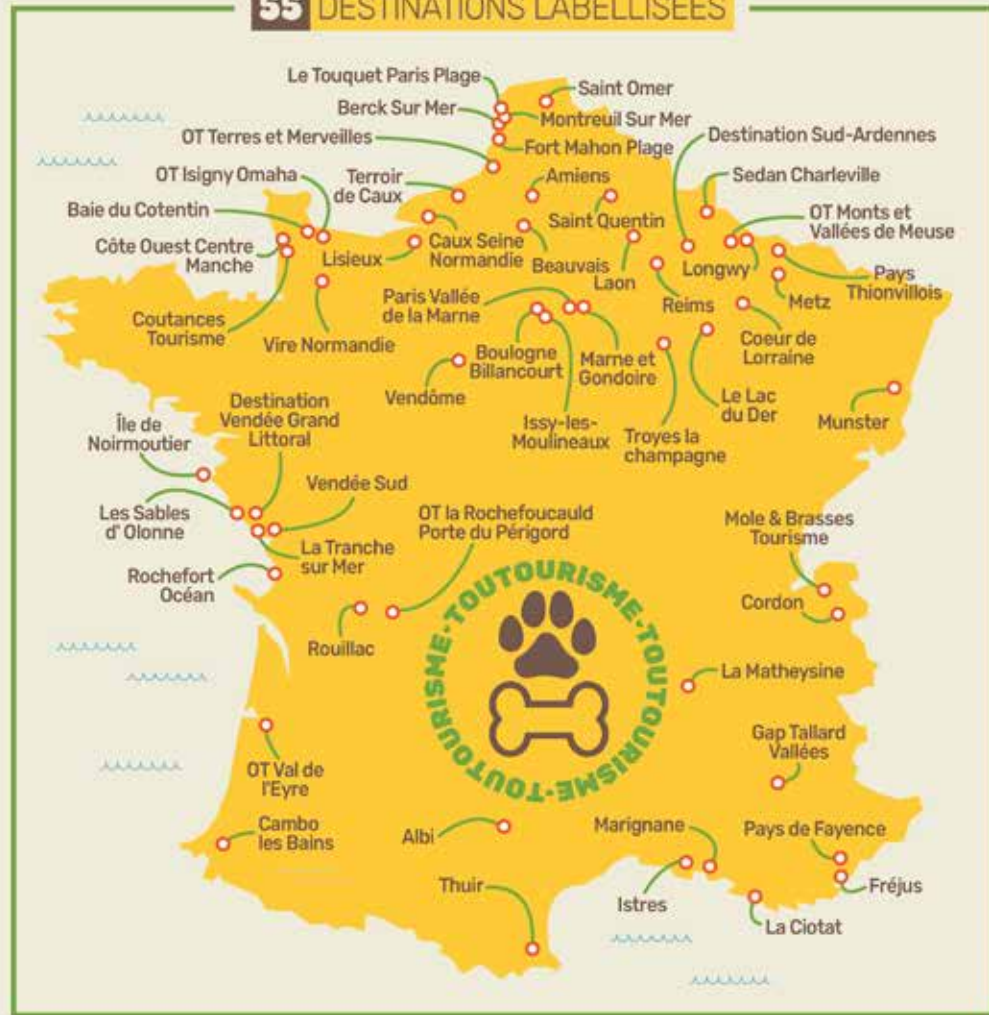 55 DESTINATIONS LABELLISÉES
Le Touquet Paris Plage
Saint Omer
Berck Sur Mer
Montreuil Sur Mer
OT Terres et Merveilles
Fort Mahon Plage
Destination Sud-Ardennes
OT Isigny Omaha
Terroir
de Caux
Amiens
Sedan Charleville
Baie du Cotentin
Saint Quentin
OT Monts et
Vallées de Meuse
Côte Ouest Centre
Manche
Lisieux
Caux Seine
Normandie
Beauvais
Laon
Longwy
Pays
Thionvillois
Reims
Metz
Coutances
Tourisme
Vire Normandie
Paris Vallée
de la Marne
Boulogne
Billancourt
Marne et
Gondoire
Coeur de
Lorraine
Vendôme
Issy-les-
Moulineaux
Troyes la
champagne
Le Lac
du Der
Munster
Île de
Noirmoutier
Destination
Vendée Grand
Littoral
Vendée Sud
Les Sables
d' Olonne
La Tranche
sur Mer
OT la Rochefoucauld
Porte du Périgord
Mole & Brasses
Tourisme
Rochefort
Océan
Cordon
Rouillac
TOUTOURISME-TOUTOURISME-TOUTOURISME-
La Matheysine
Gap Tallard
Vallées
OT Val de
l'Eyre
Cambo
les Bains
Albi
Marignane
Pays de Fayence
Thuir
Istres
Fréjus
La Ciotat